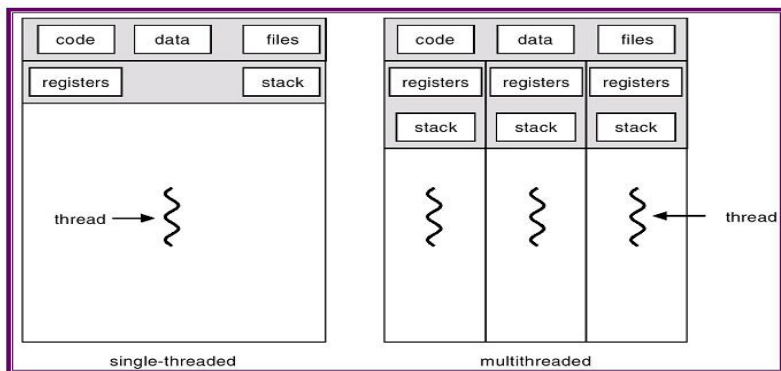 code data files
registers stack
thread
single-threaded
code data files
registers registers registers
stack stack stack
thread
multithreaded